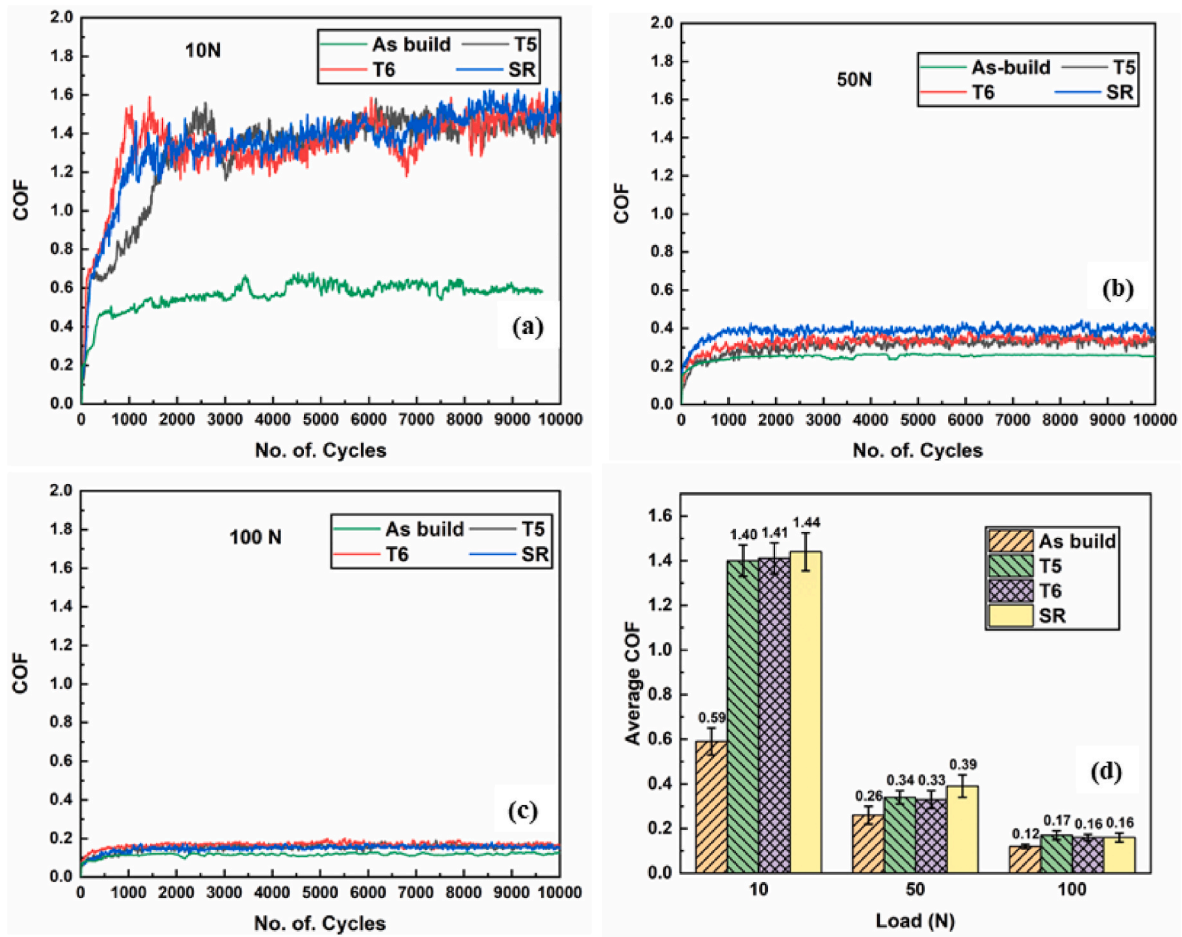 10N
As build T5
T6 SR
2.0
1.8
1.6
1.4
1.2
1.0
0.8
0.6
0.4
0.2
0.0
COF
(a)
0 1000 2000 3000 4000 5000 6000 7000 8000 9000 10000
No. of. Cycles
50N
As-build T5
T6 SR
2.0
1.8
1.6
1.4
1.2
1.0
0.8
0.6
0.4
0.2
0.0
COF
(b)
0 1000 2000 3000 4000 5000 6000 7000 8000 9000 10000
No. of. Cycles
100 N
As build T5
T6 SR
2.0
1.8
1.6
1.4
1.2
1.0
0.8
0.6
0.4
0.2
0.0
COF
(c)
0 1000 2000 3000 4000 5000 6000 7000 8000 9000 10000
No. of. Cycles
As build
T5
T6
SR
1.6
1.4
1.2
1.0
0.8
0.6
0.4
0.2
0.0
Average COF
0.59 1.40 1.41 1.44
0.26 0.34 0.33 0.39
0.12 0.17 0.16 0.16
(d)
10 50 100
Load (N)